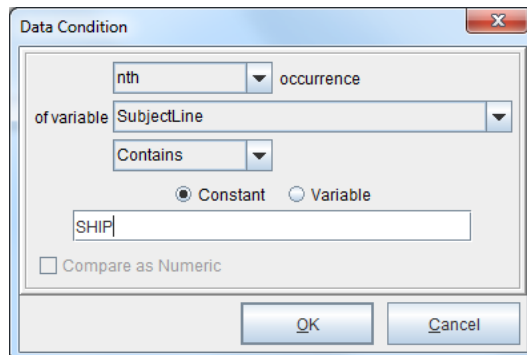 Data Condition
nth occurrence
of variable SubjectLine
Contains
Constant Variable
SHIP
Compare as Numeric
OK Cancel